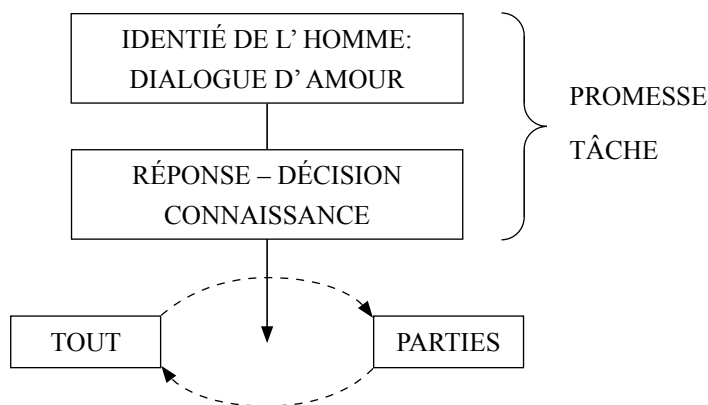 IDENTIÉ DE L' HOMME:
DIALOGUE D' AMOUR
PROMESSE
TÂCHE
RÉPONSE – DÉCISION
CONNAISSANCE
TOUT
PARTIES